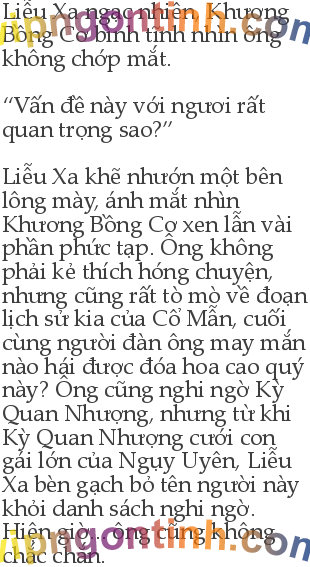 Liễu Xa ngạc nhiên, Khương
Bồng Cơ bình tĩnh nhìn ông
không chớp mắt.
“Vấn đề này với ngươi rất
quan trọng sao?”
Liễu Xa khẽ nhướn một bên
lông mày, ánh mắt nhìn
Khương Bồng Cơ xen lẫn vài
phần phức tạp. Ông không
phải kẻ thích hóng chuyện,
nhưng cũng rất tò mò về đoạn
lịch sử kia của Cổ Mẫn, cuối
cùng người đàn ông may mắn
nào hái được đóa hoa cao quý
này? Ông cũng nghi ngờ Kỳ
Quan Nhượng, nhưng từ khi
Kỳ Quan Nhượng cưới con
gái lớn của Ngụy Uyên, Liễu
Xa bèn gạch bỏ tên người này
khỏi danh sách nghi ngờ.
Hiện giờ... ông cũng không
chắc chắn.
vipngontinh.com
vipngontinh.com